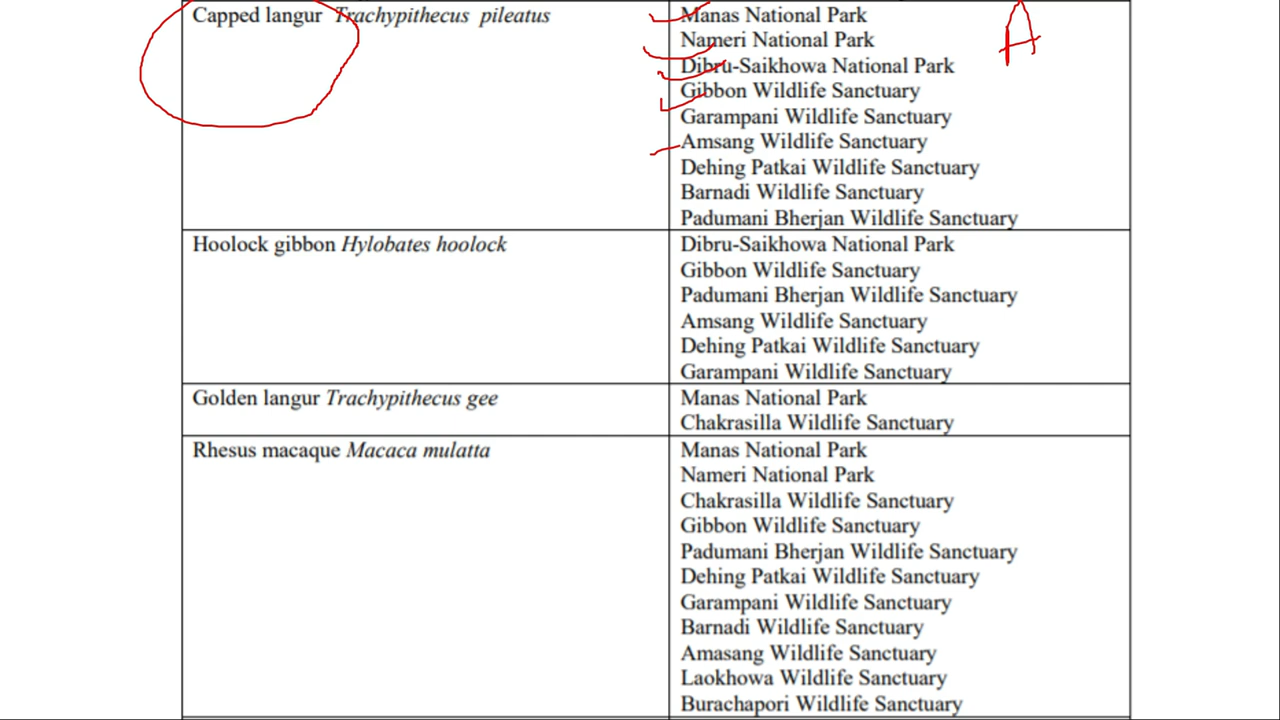 Capped langur Trachypithecus pileatus
Manas National Park
Nameri National Park
Dibru-Saikhowa National Park
Gibbon Wildlife Sanctuary
Garampani Wildlife Sanctuary
Amsang Wildlife Sanctuary
Dehing Patkai Wildlife Sanctuary
Barnadi Wildlife Sanctuary
Padumani Bherjan Wildlife Sanctuary
A
Hoolock gibbon Hylobates hoolock
Dibru-Saikhowa National Park
Gibbon Wildlife Sanctuary
Padumani Bherjan Wildlife Sanctuary
Amsang Wildlife Sanctuary
Dehing Patkai Wildlife Sanctuary
Garampani Wildlife Sanctuary
Golden langur Trachypithecus gee
Manas National Park
Chakrasilla Wildlife Sanctuary
Rhesus macaque Macaca mulatta
Manas National Park
Nameri National Park
Chakrasilla Wildlife Sanctuary
Gibbon Wildlife Sanctuary
Padumani Bherjan Wildlife Sanctuary
Dehing Patkai Wildlife Sanctuary
Garampani Wildlife Sanctuary
Barnadi Wildlife Sanctuary
Amasang Wildlife Sanctuary
Laokhowa Wildlife Sanctuary
Burachapori Wildlife Sanctuary